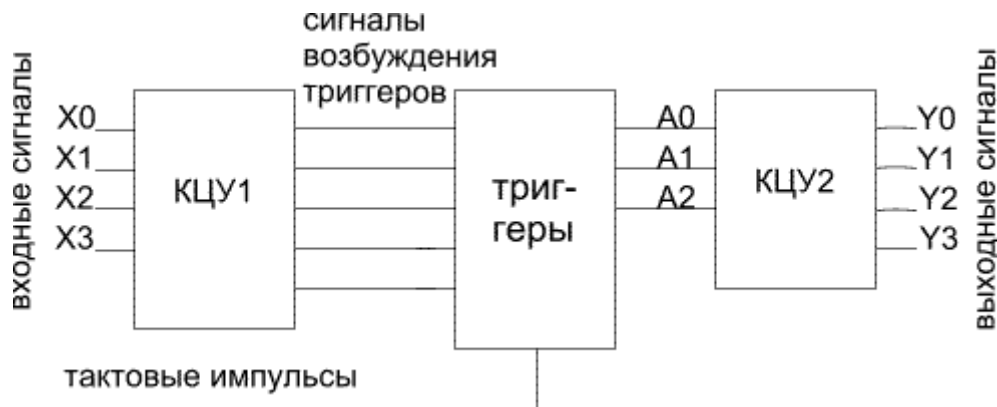 сигналы
возбуждения
триггеров
входные сигналы
X0
X1
X2
X3
КЦУ1
триг-
геры
A0
A1
A2
КЦУ2
Y0
Y1
Y2
Y3
выходные сигналы
тактовые импульсы